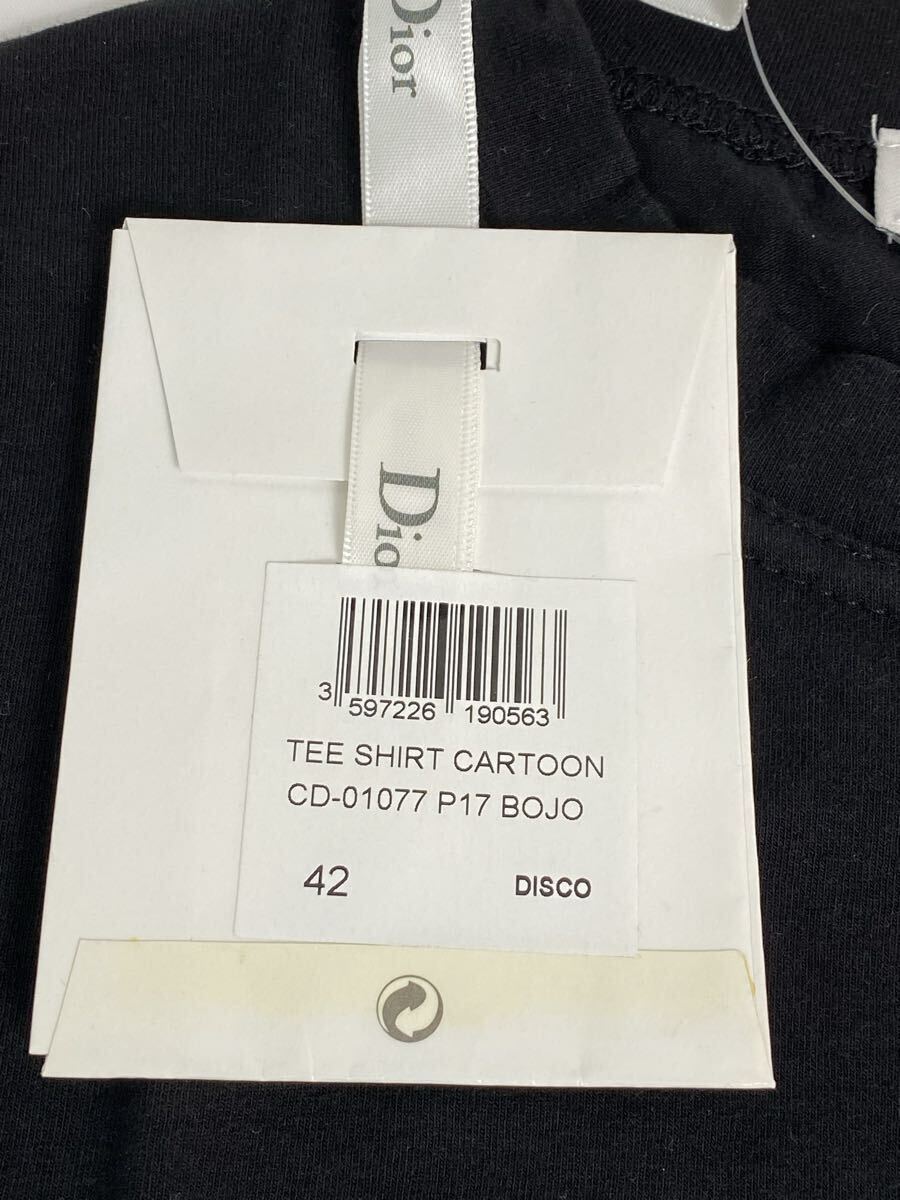 Dior
Dior
3 597226 190563
TEE SHIRT CARTOON
CD-01077 P17 BOJO
42 DISCO